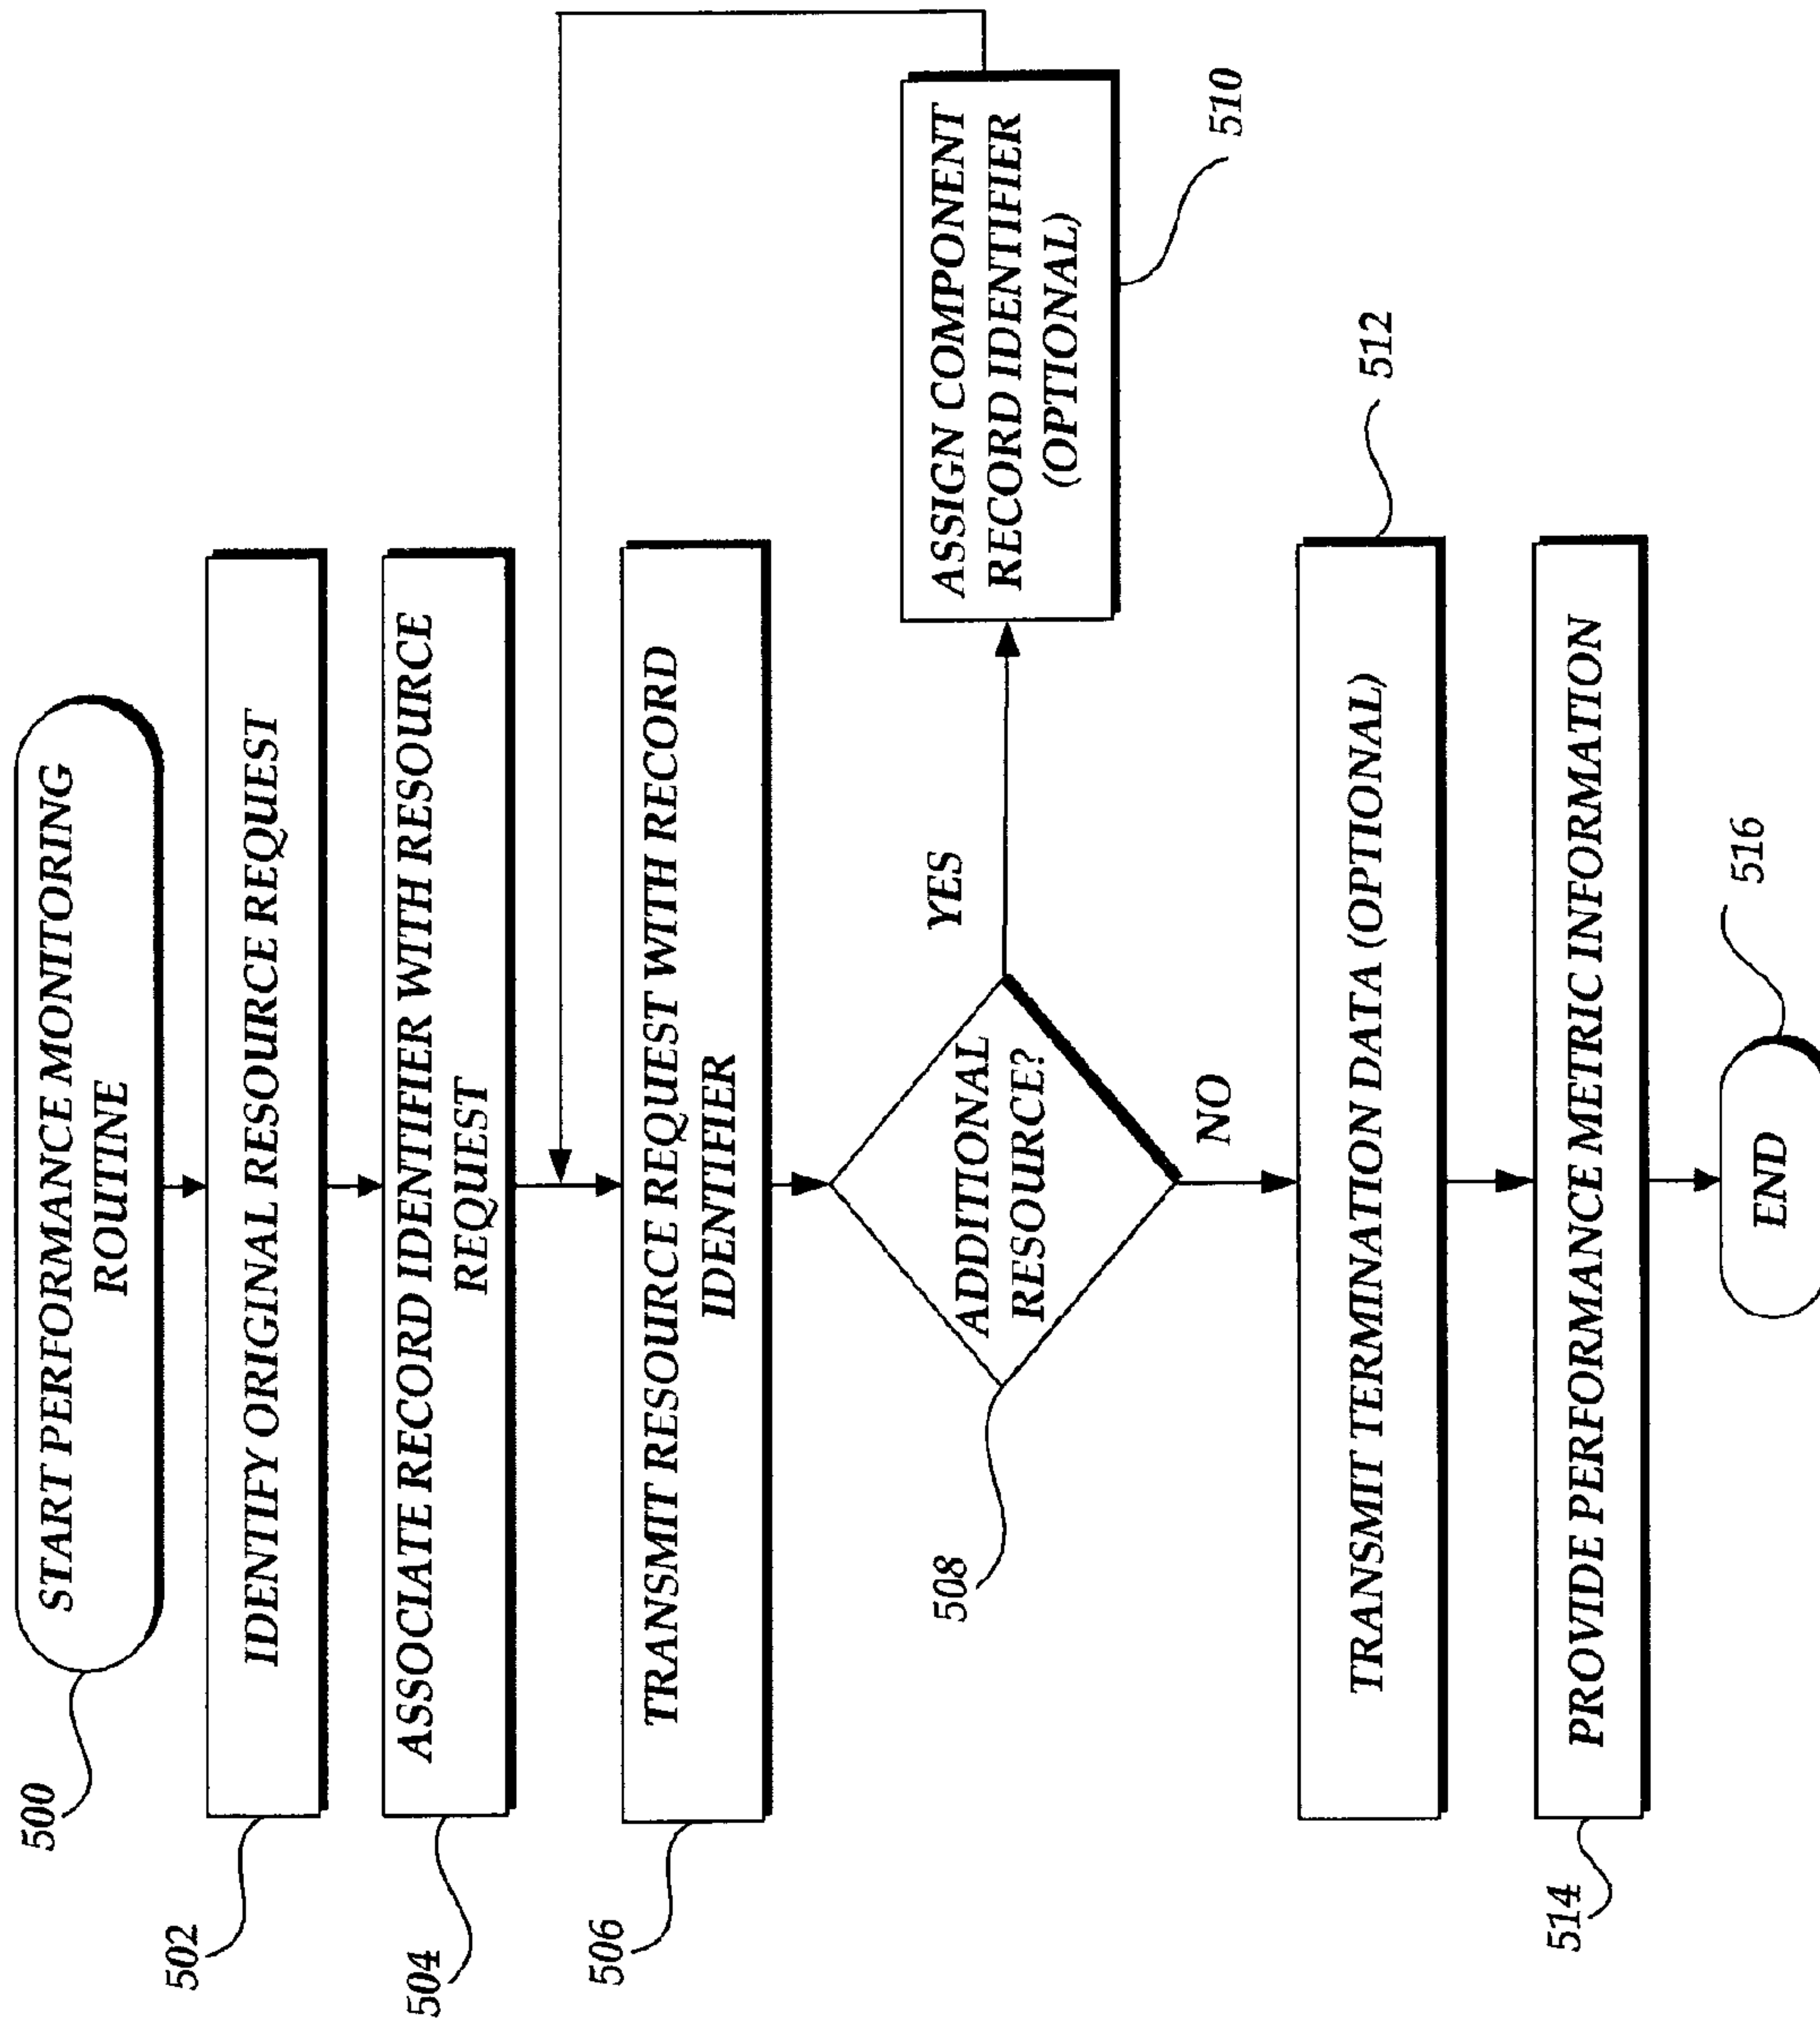 500
START PERFORMANCE MONITORING
ROUTINE
502
IDENTIFY ORIGINAL RESOURCE REQUEST
504
ASSOCIATE RECORD IDENTIFIER WITH RESOURCE
REQUEST
506
TRANSMIT RESOURCE REQUEST WITH RECORD
IDENTIFIER
508
ADDITIONAL
RESOURCE?
YES
ASSIGN COMPONENT
RECORD IDENTIFIER
(OPTIONAL)
510
NO
512
TRANSMIT TERMINATION DATA (OPTIONAL)
514
PROVIDE PERFORMANCE METRIC INFORMATION
516
END